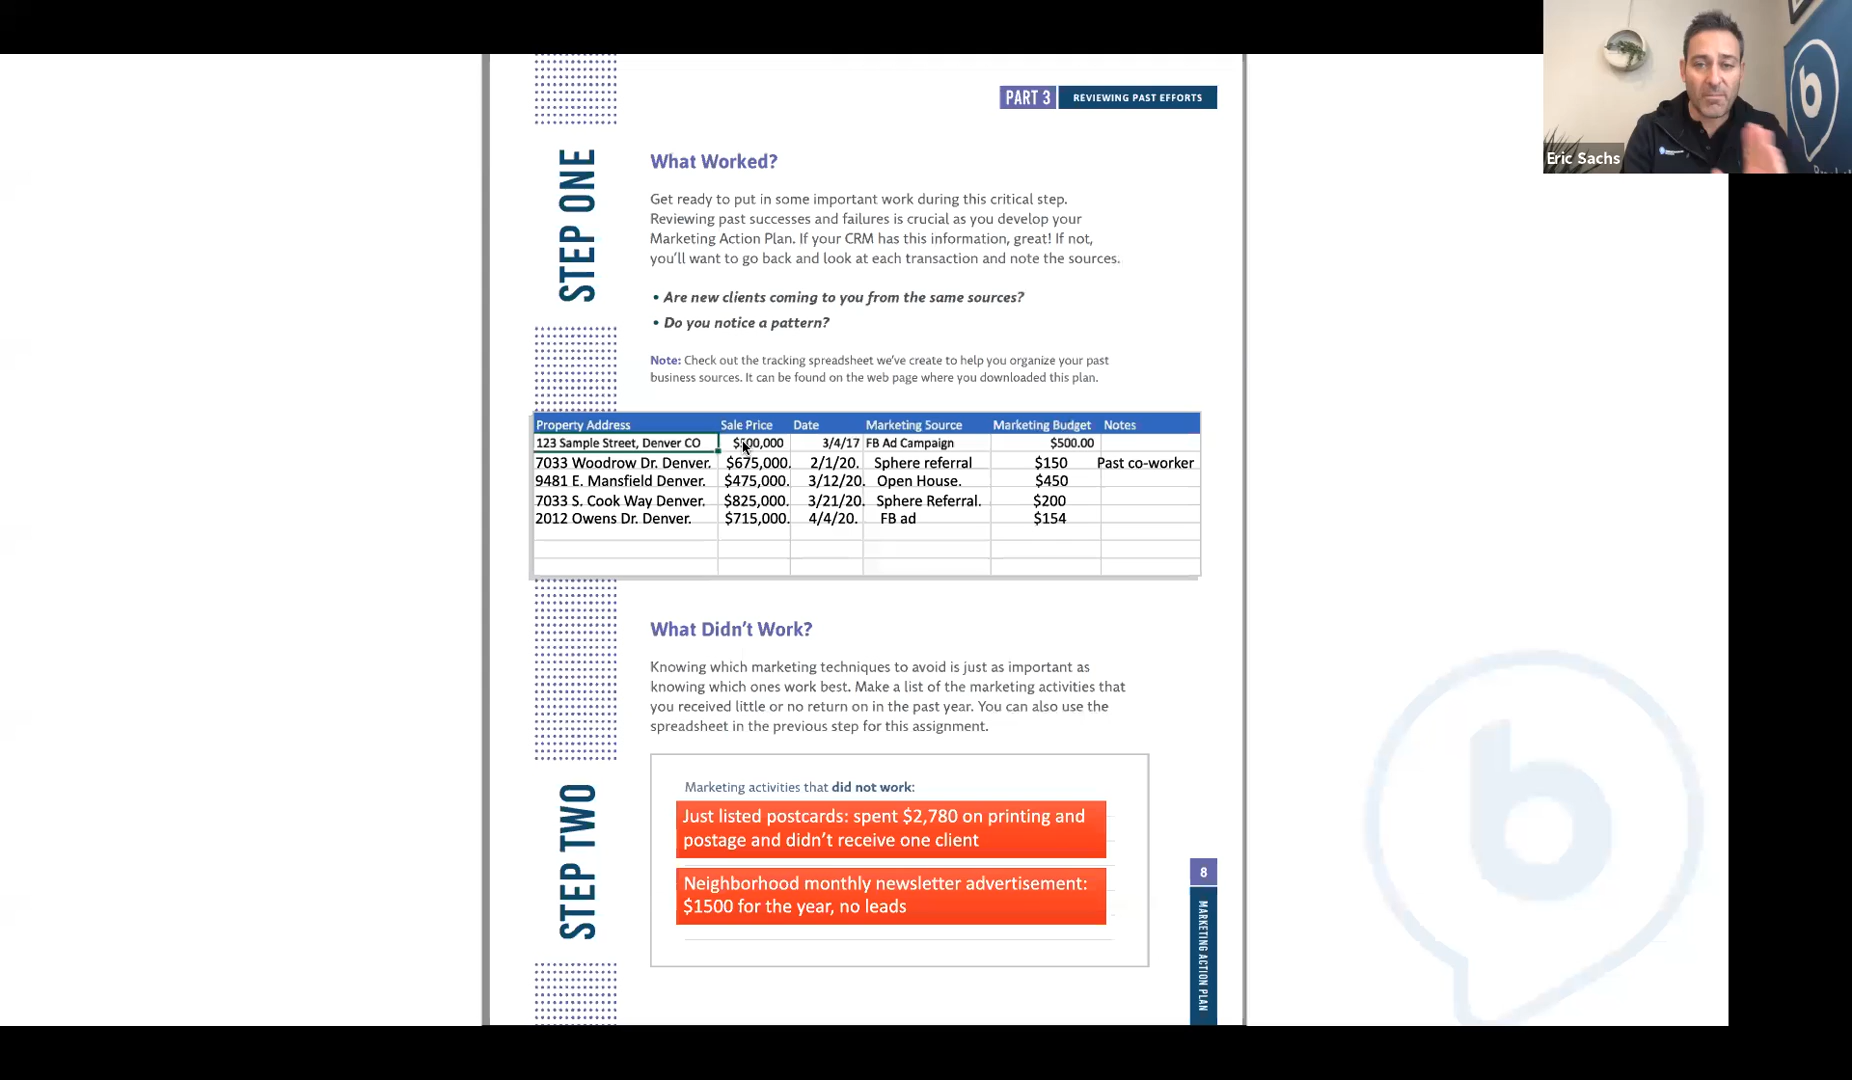 PART 3 REVIEWING PAST EFFORTS
Eric Sachs
STEP ONE
What Worked?
Get ready to put in some important work during this critical step.
Reviewing past successes and failures is crucial as you develop your
Marketing Action Plan. If your CRM has this information, great! If not,
you'll want to go back and look at each transaction and note the sources.
• Are new clients coming to you from the same sources?
• Do you notice a pattern?
Note: Check out the tracking spreadsheet we've create to help you organize your past
business sources. It can be found on the web page where you downloaded this plan.
Property Address Sale Price Date Marketing Source Marketing Budget Notes
123 Sample Street, Denver CO $500,000 3/4/17 FB Ad Campaign $500.00
7033 Woodrow Dr. Denver. $675,000. 2/1/20. Sphere referral $150 Past co-worker
9481 E. Mansfield Denver. $475,000. 3/12/20. Open House. $450
7033 S. Cook Way Denver. $825,000. 3/21/20. Sphere Referral. $200
2012 Owens Dr. Denver. $715,000. 4/4/20. FB ad $154
STEP TWO
What Didn't Work?
Knowing which marketing techniques to avoid is just as important as
knowing which ones work best. Make a list of the marketing activities that
you received little or no return on in the past year. You can also use the
spreadsheet in the previous step for this assignment.
Marketing activities that did not work:
Just listed postcards: spent $2,780 on printing and
postage and didn't receive one client
Neighborhood monthly newsletter advertisement:
$1500 for the year, no leads
8
MARKETING ACTION PLAN
b
b